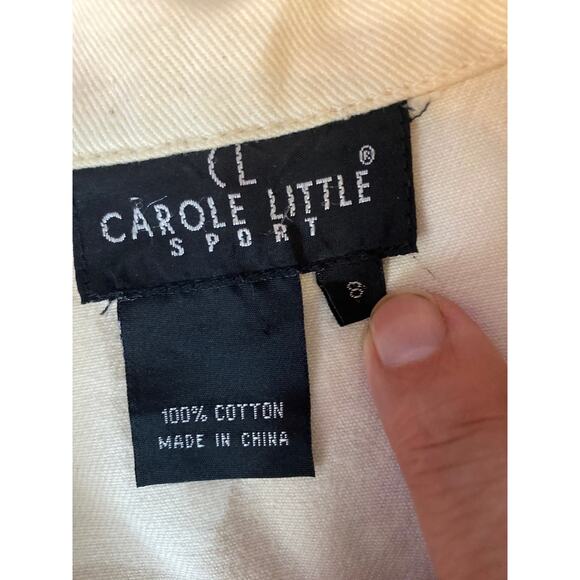 CL ®
CAROLE LITTLE
SPORT
8
100% COTTON
MADE IN CHINA